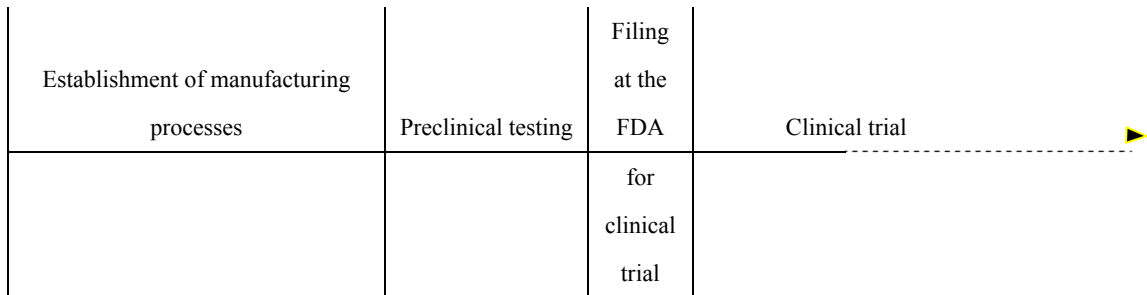 Establishment of manufacturing
processes
Preclinical testing
Filing
at the
FDA
for
clinical
trial
Clinical trial